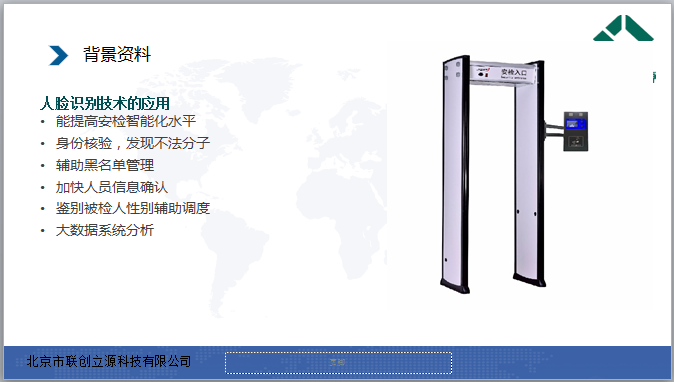 背景资料
人脸识别技术的应用
• 能提高安检智能化水平
• 身份核验，发现不法分子
• 辅助黑名单管理
• 加快人员信息确认
• 鉴别被检人性别辅助调度
• 大数据系统分析
安检入口
北京市联创立源科技有限公司